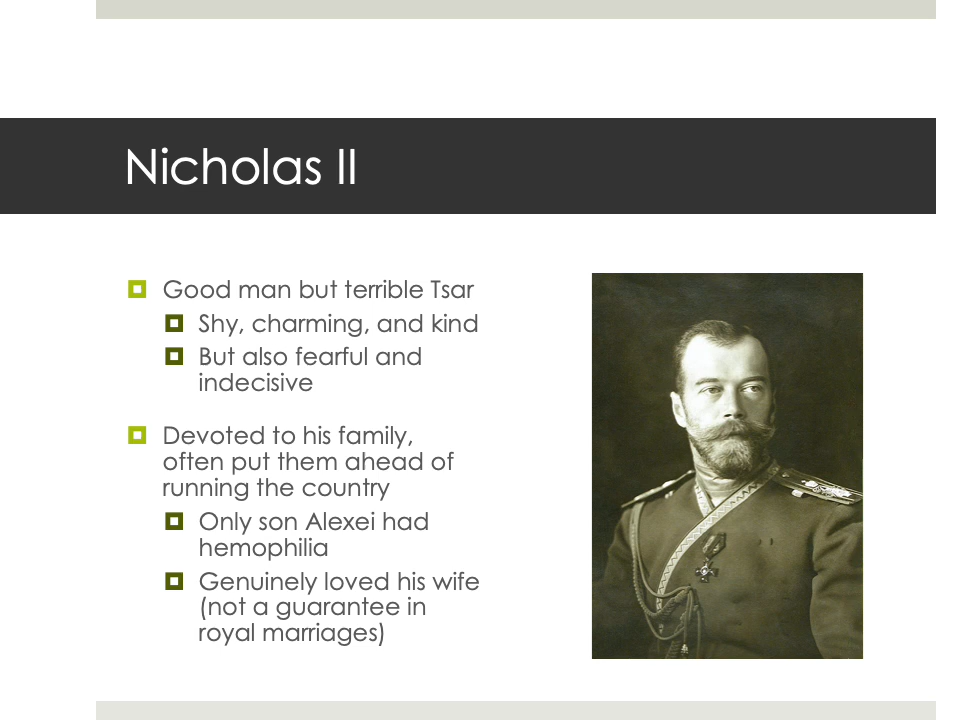 Nicholas II
Good man but terrible Tsar
Shy, charming, and kind
But also fearful and
indecisive
Devoted to his family,
often put them ahead of
running the country
Only son Alexei had
hemophilia
Genuinely loved his wife
(not a guarantee in
royal marriages)